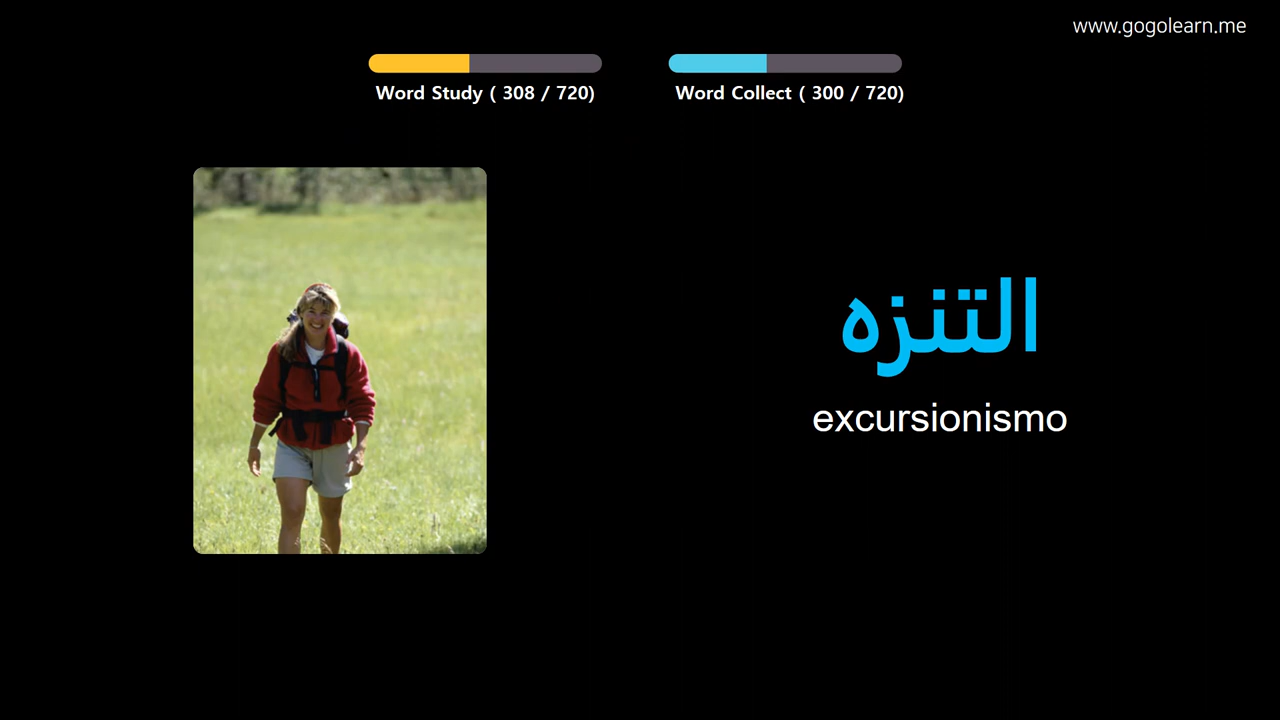 www.gogolearn.me
Word Study ( 308 / 720)
Word Collect ( 300 / 720)
التنزه
excursionismo